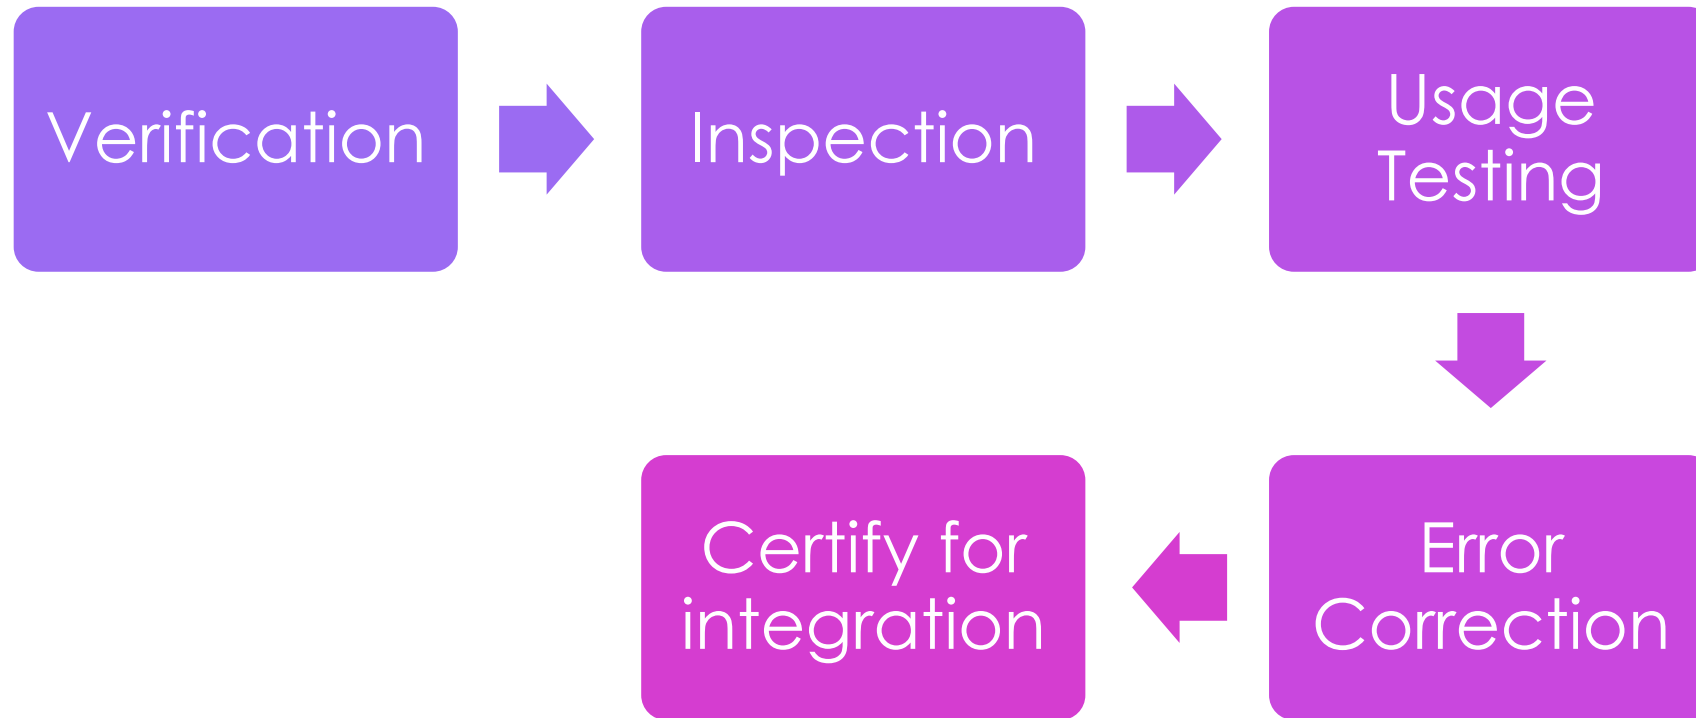 Verification
Inspection
Usage
Testing
Error
Correction
Certify for
integration